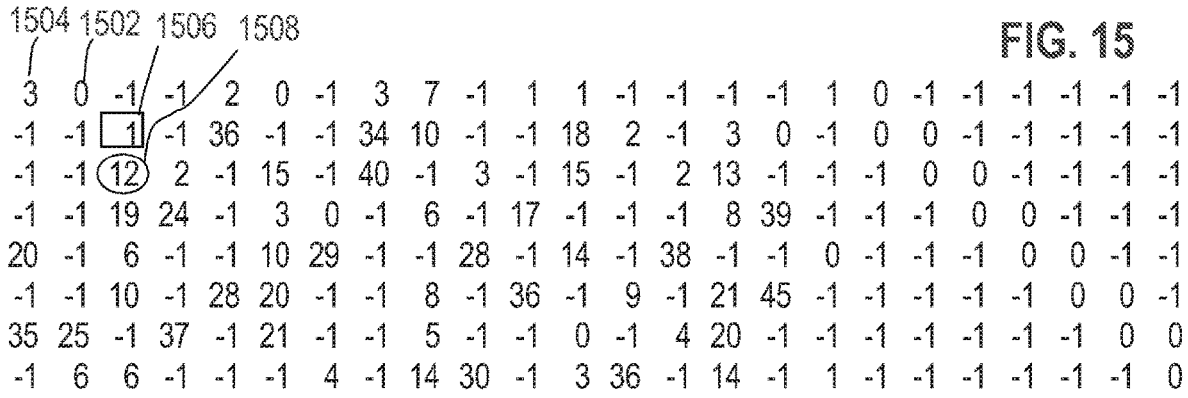 1504 1502 1506 1508
FIG. 15
3 0 -1 -1 2 0 -1 3 7 -1 1 1 -1 -1 -1 -1 1 0 -1 -1 -1 -1 -1 -1
-1 -1 1 -1 36 -1 -1 34 10 -1 -1 18 2 -1 3 0 -1 0 0 -1 -1 -1 -1 -1
-1 -1 12 2 -1 15 -1 40 -1 3 -1 15 -1 2 13 -1 -1 -1 0 0 -1 -1 -1 -1
-1 -1 19 24 -1 3 0 -1 6 -1 17 -1 -1 -1 8 39 -1 -1 -1 0 0 -1 -1 -1
20 -1 6 -1 -1 10 29 -1 -1 28 -1 14 -1 38 -1 -1 0 -1 -1 -1 0 0 -1 -1
-1 -1 10 -1 28 20 -1 -1 8 -1 36 -1 9 -1 21 45 -1 -1 -1 -1 -1 0 0 -1
35 25 -1 37 -1 21 -1 -1 5 -1 -1 0 -1 4 20 -1 -1 -1 -1 -1 -1 -1 0 0
-1 6 6 -1 -1 -1 4 -1 14 30 -1 3 36 -1 14 -1 1 -1 -1 -1 -1 -1 -1 0